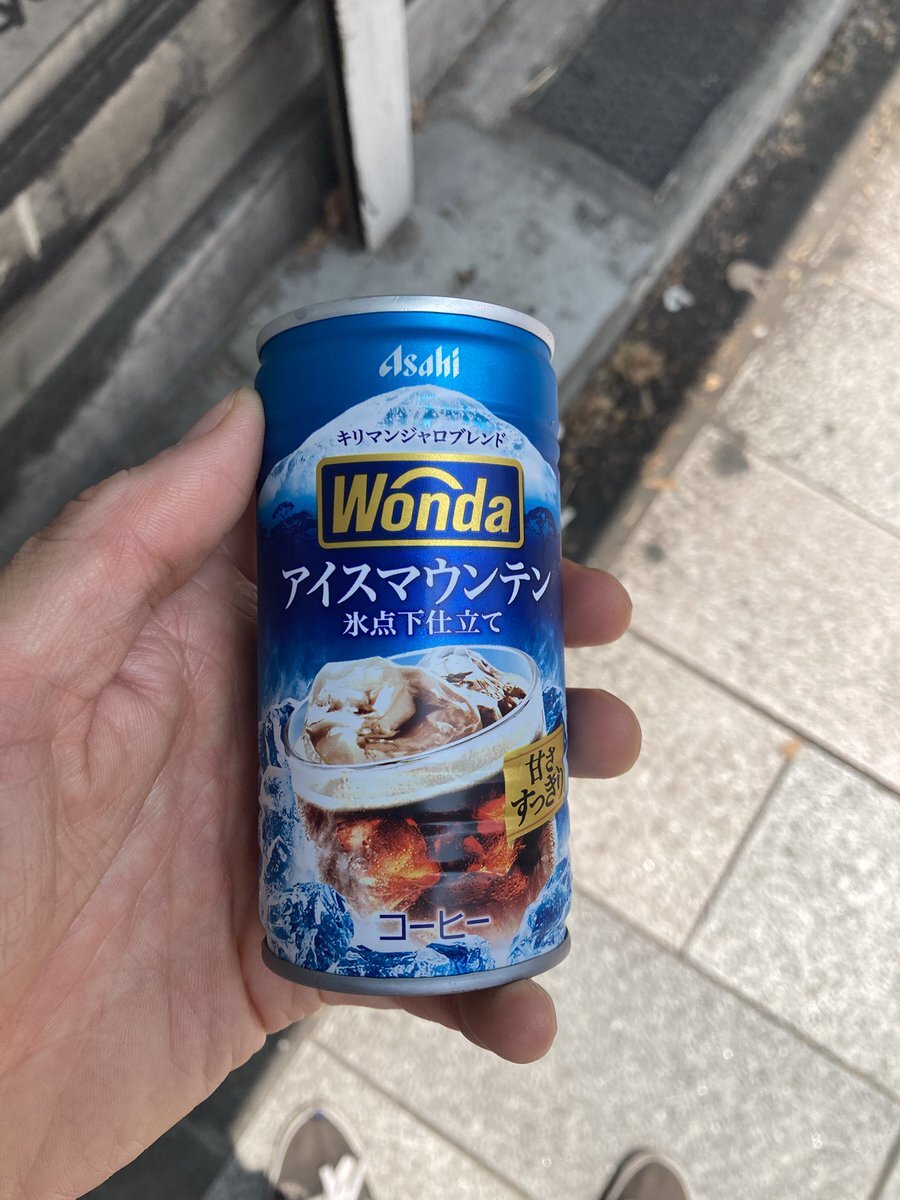 Asahi
キリマンジャロブレンド
Wonda
アイスマウンテン
氷点下仕立て
甘さ
すっきり
コーヒー